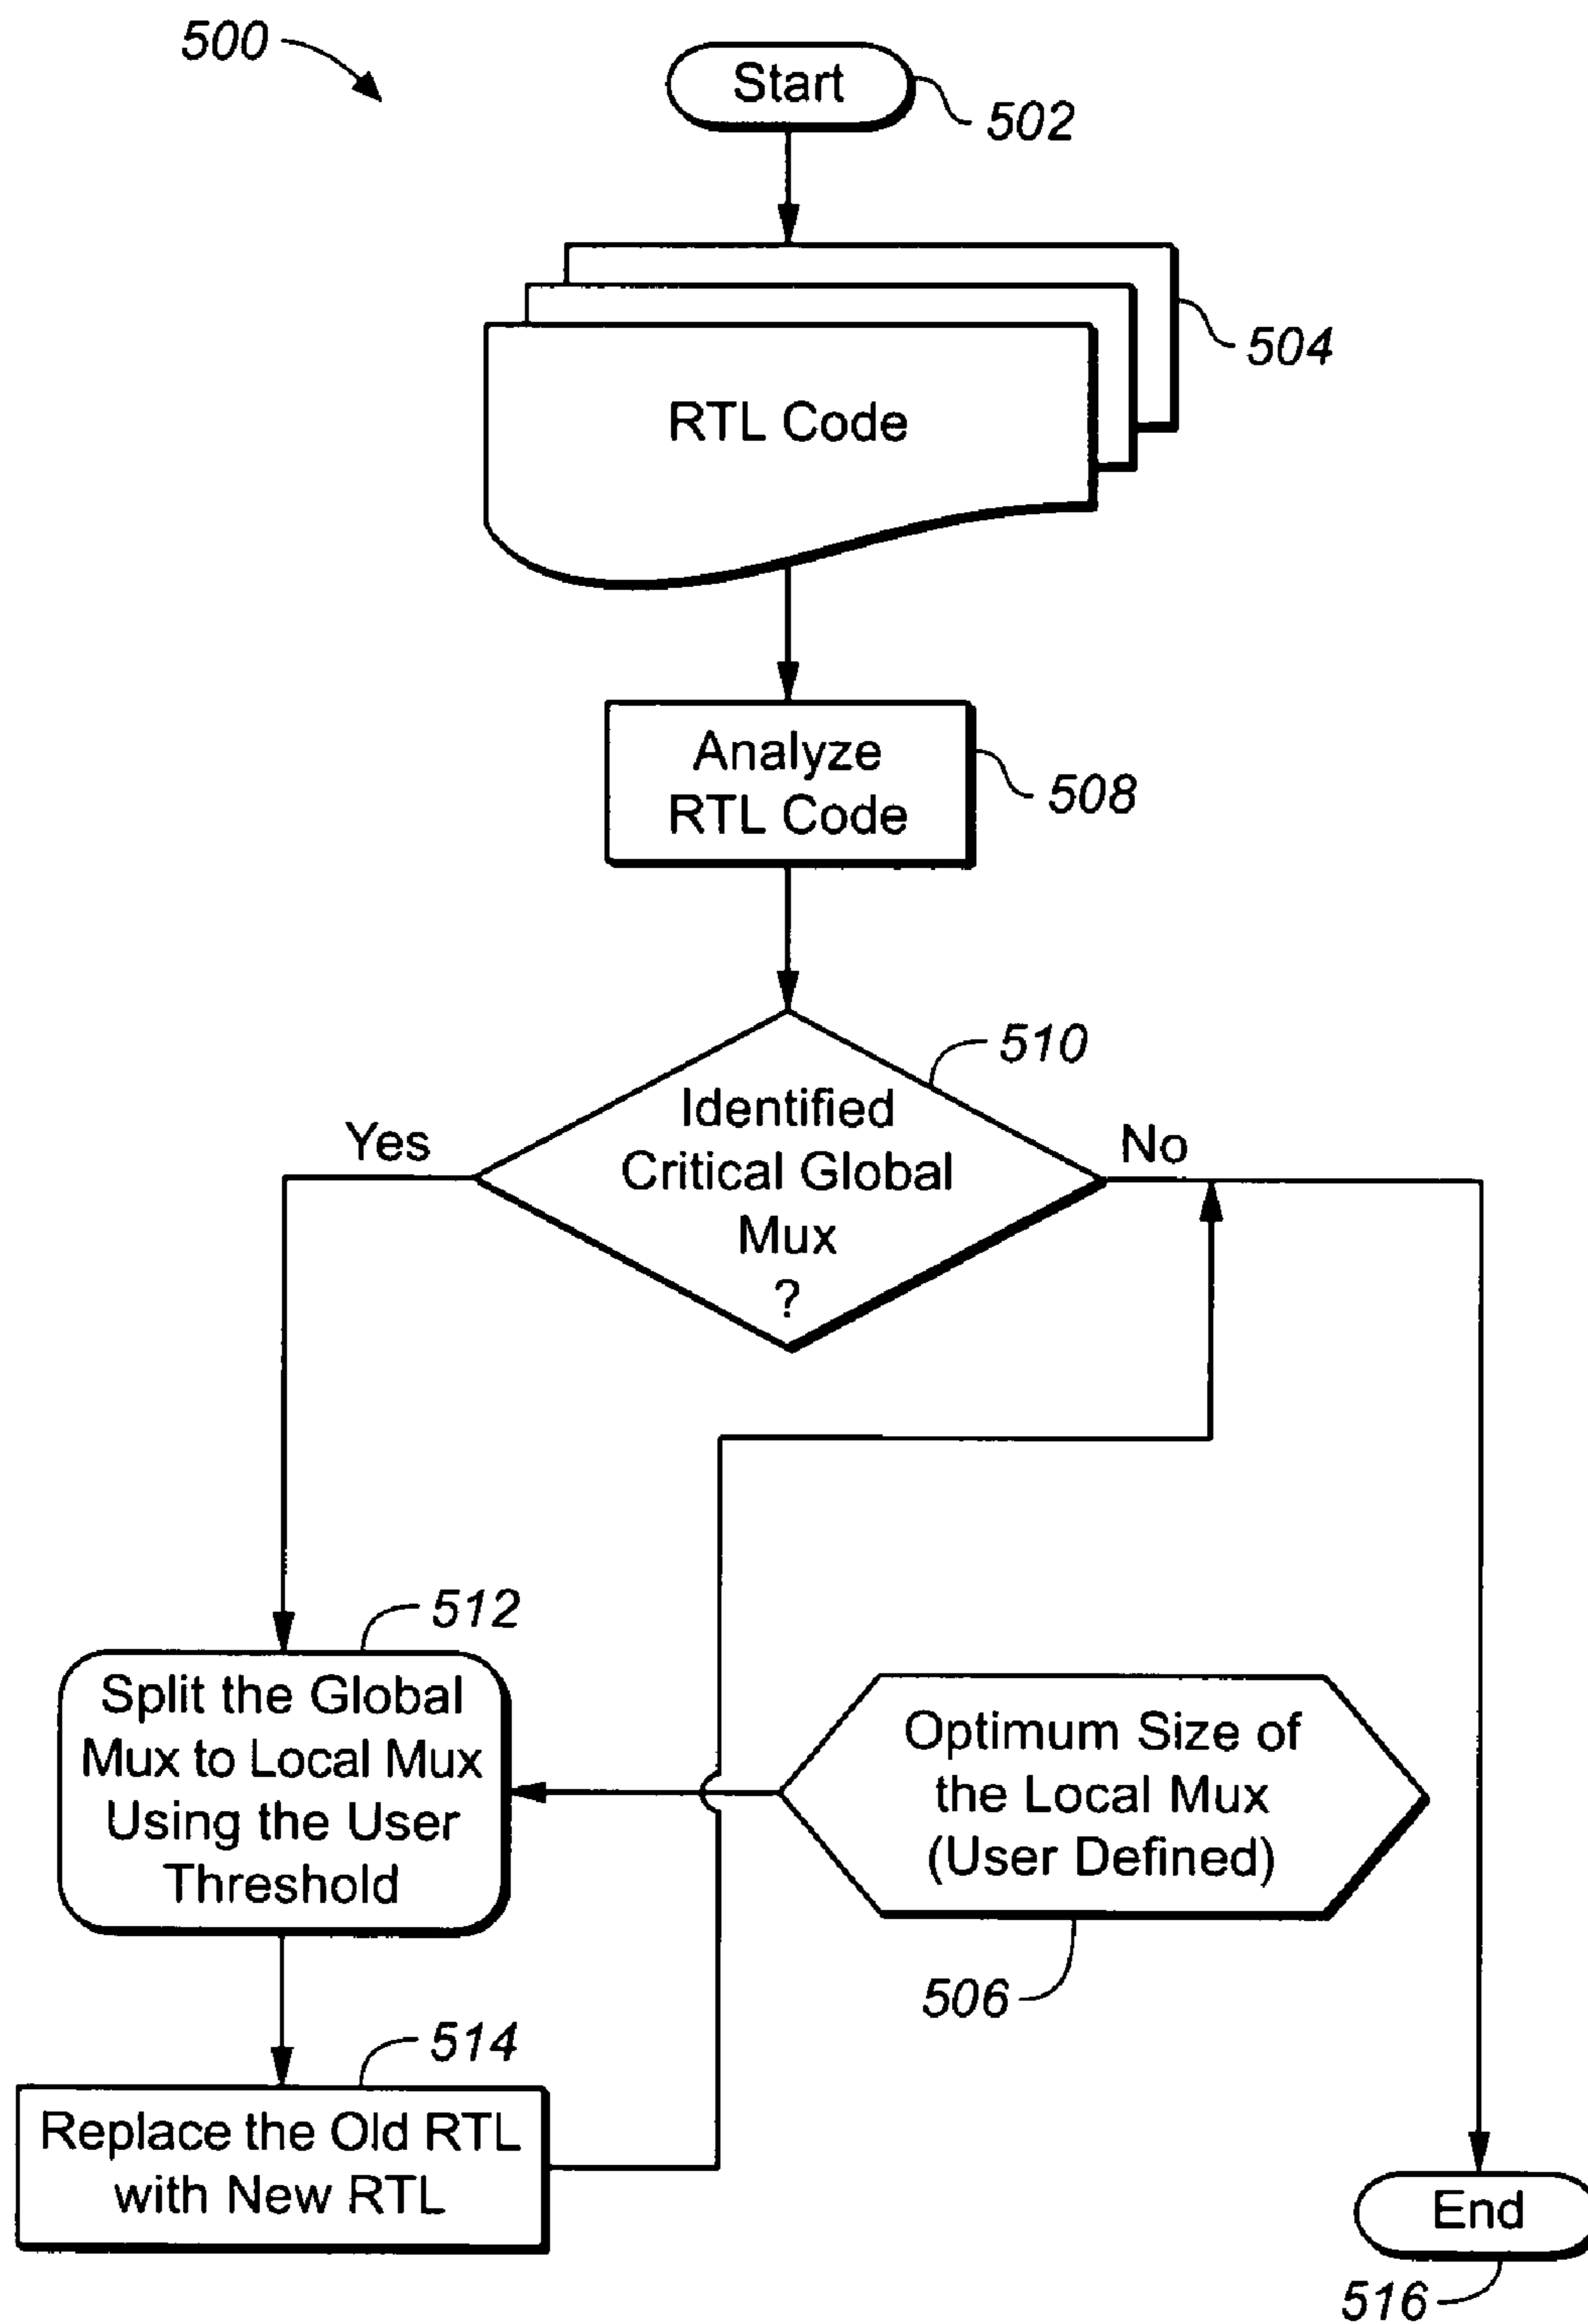 500
Start
502
504
RTL Code
Analyze
RTL Code
508
510
Identified
Critical Global
Mux
?
Yes
No
512
Split the Global
Mux to Local Mux
Using the User
Threshold
Optimum Size of
the Local Mux
(User Defined)
506
514
Replace the Old RTL
with New RTL
End
516